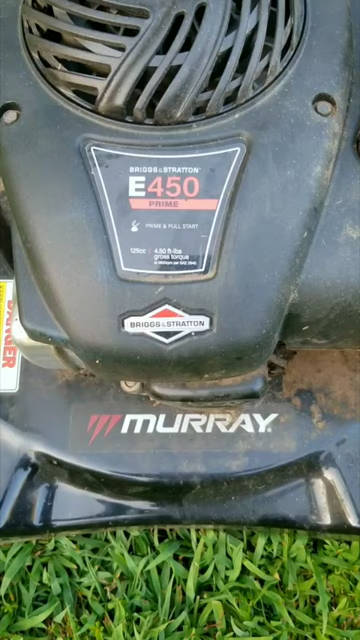 BRIGGS&STRATTON
E450
PRIME
PRIME & PULL START
125cc | 4.50 ft-lbs
gross torque
BRIGGS&STRATTON
DANGER
MURRAY